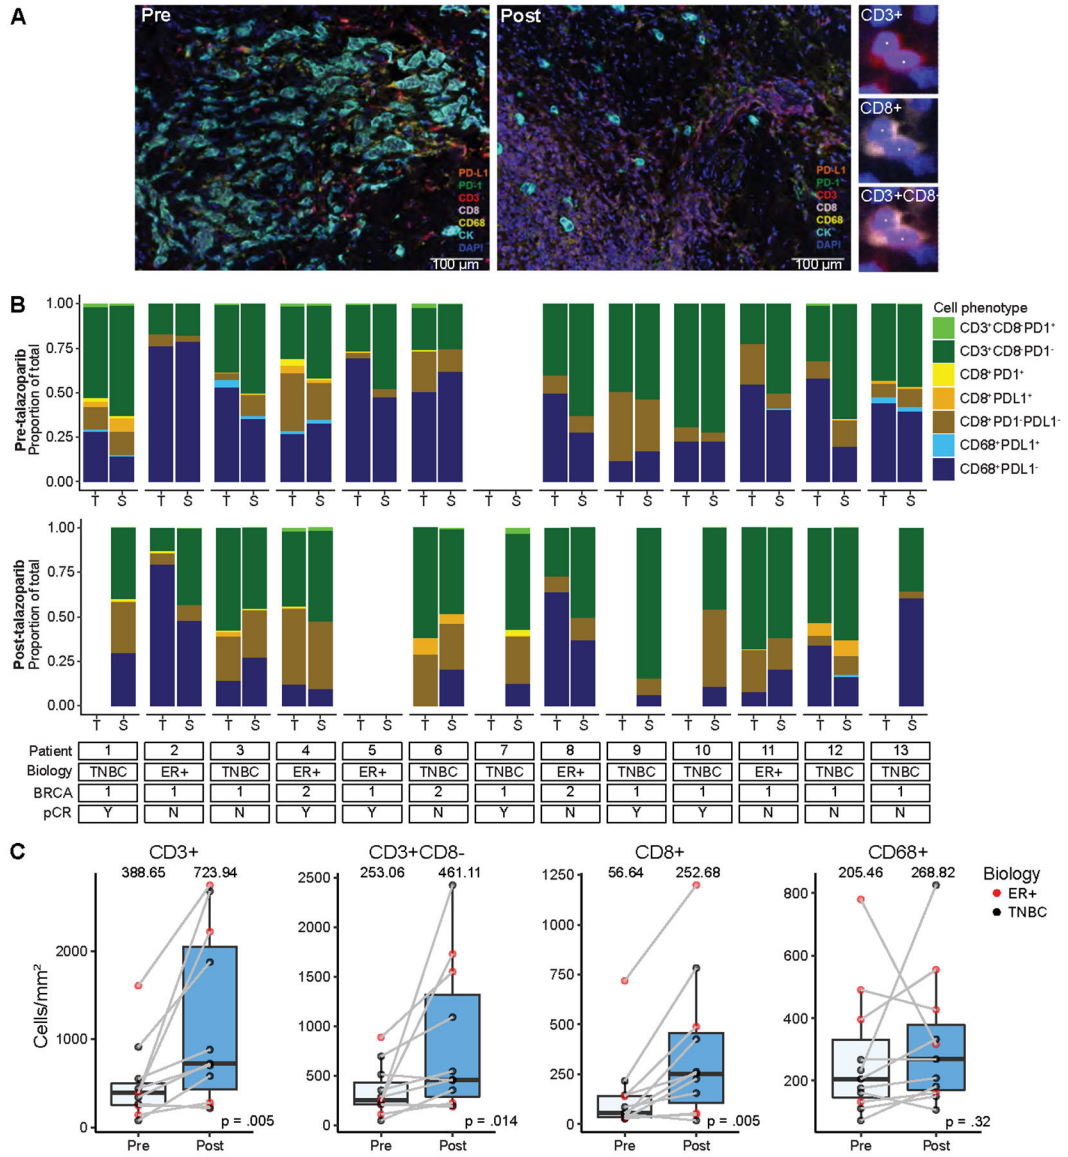 A
Pre
PD-L1
PD-1
CD3
CD8
CD68
CK
DAPI
100 µm
Post
PD-L1
PD-1
CD3
CD8
CD68
CK
DAPI
100 µm
CD3+
CD8+
CD3+CD8-
B
Pre-talazoparib
Proportion of total
1.00
0.75
0.50
0.25
0.00
T S T S T S T S T S T S T S T S T S T S T S T S T S
Cell phenotype
CD3⁺CD8⁻PD1⁺
CD3⁺CD8⁻PD1⁻
CD8⁺PD1⁺
CD8⁺PDL1⁺
CD8⁺PD1⁻PDL1⁻
CD68⁺PDL1⁺
CD68⁺PDL1⁻
Post-talazoparib
Proportion of total
1.00
0.75
0.50
0.25
0.00
T S T S T S T S T S T S T S T S T S T S T S T S T S
Patient 1 2 3 4 5 6 7 8 9 10 11 12 13
Biology TNBC ER+ TNBC ER+ ER+ TNBC TNBC ER+ TNBC TNBC ER+ TNBC TNBC
BRCA 1 1 1 2 1 2 1 2 1 1 1 1 1
pCR Y N N Y Y N Y N Y Y N N N
C
Cells/mm²
CD3+
388.65 723.94
2000
1000
0
p = .005
Pre Post
CD3+CD8-
253.06 461.11
2500
2000
1500
1000
500
0
p = .014
Pre Post
CD8+
56.64 252.68
1250
1000
750
500
250
0
p = .005
Pre Post
CD68+
205.46 268.82
800
600
400
200
p = .32
Pre Post
Biology
ER+
TNBC